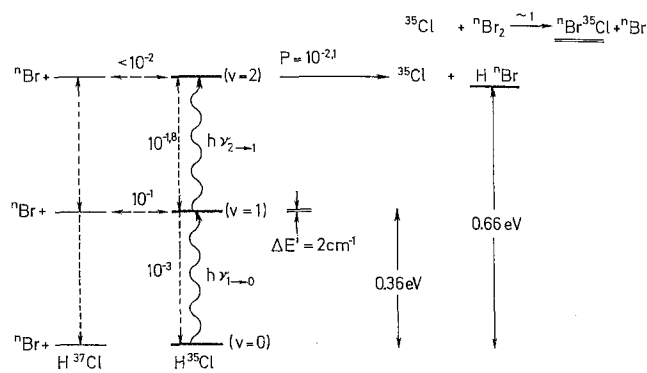 ³⁵Cl + ⁿBr₂ ~1→ ⁿBr³⁵Cl + ⁿBr
ⁿBr+ <10⁻² (v=2) P = 10⁻²,¹ ³⁵Cl + HⁿBr
10⁻¹,⁸ hν₂→₁
ⁿBr+ 10⁻¹ (v=1)
ΔE' = 2cm⁻¹
0.66 eV
10⁻³ hν₁→₀
0.36 eV
ⁿBr+ (v=0)
H³⁷Cl H³⁵Cl